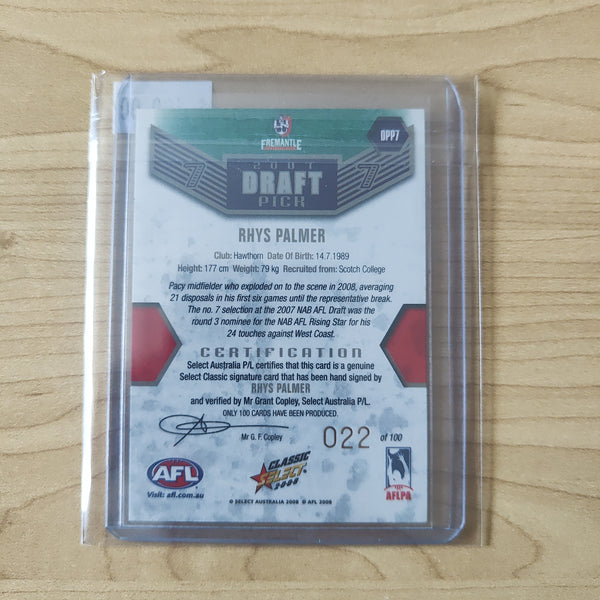 FREMANTLE
DPP7
7 2007 7
DRAFT
PICK
RHYS PALMER
Club: Hawthorn Date Of Birth: 14.7.1989
Height: 177 cm Weight: 79 kg Recruited from: Scotch College
Pacy midfielder who exploded on to the scene in 2008, averaging
21 disposals in his first six games until the representative break.
The no. 7 selection at the 2007 NAB AFL Draft was the
round 3 nominee for the NAB AFL Rising Star for his
24 touches against West Coast.
CERTIFICATION
Select Australia P/L certifies that this card is a genuine
Select Classic signature card that has been hand signed by
RHYS PALMER
and verified by Mr Grant Copley, Select Australia P/L.
ONLY 100 CARDS HAVE BEEN PRODUCED.
Mr G. F. Copley
022 of 100
AFL
Visit: afl.com.au
CLASSIC
SELECT
2008
© SELECT AUSTRALIA 2008 © AFL 2008
AFLPA